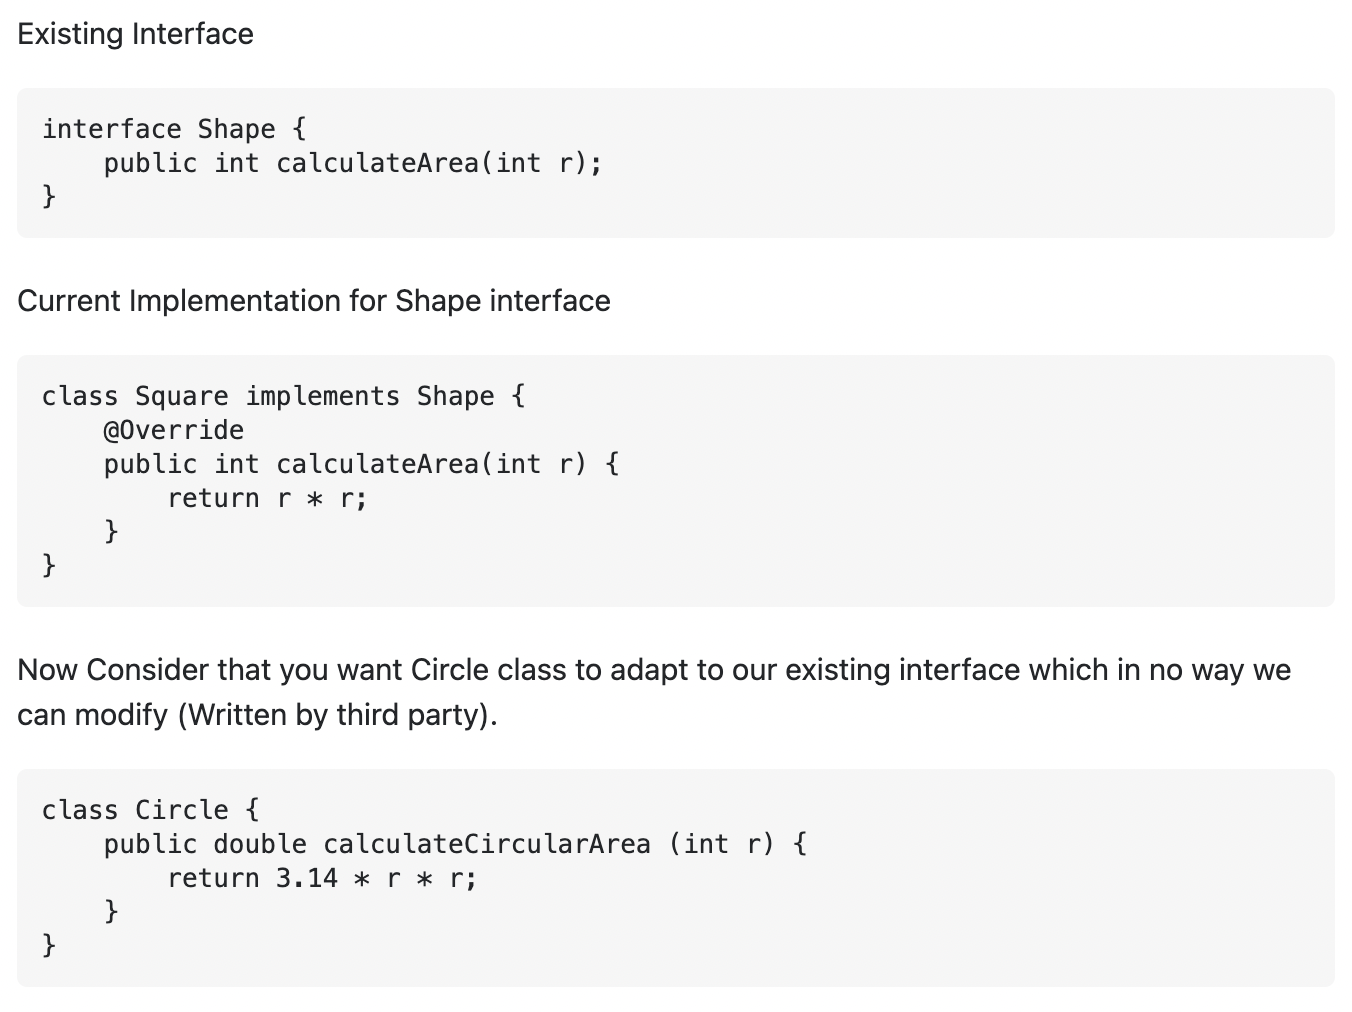 Existing Interface
interface Shape {
    public int calculateArea(int r);
}
Current Implementation for Shape interface
class Square implements Shape {
    @Override
    public int calculateArea(int r) {
        return r * r;
    }
}
Now Consider that you want Circle class to adapt to our existing interface which in no way we
can modify (Written by third party).
class Circle {
    public double calculateCircularArea (int r) {
        return 3.14 * r * r;
    }
}